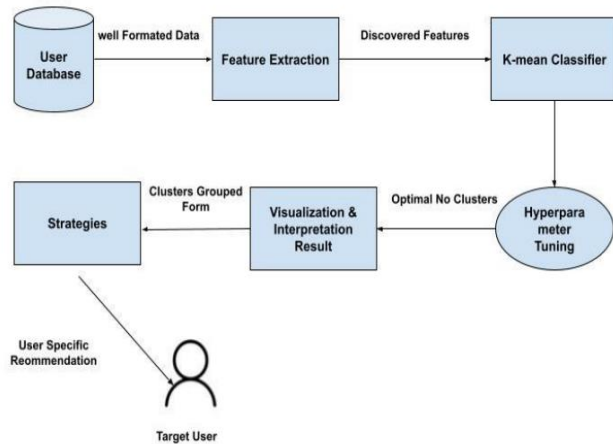 User
Database
well Formated Data
Feature Extraction
Discovered Features
K-mean Classifier
Hyperpara
meter
Tuning
Optimal No Clusters
Visualization &
Interpretation
Result
Clusters Grouped
Form
Strategies
User Specific
Reommendation
Target User